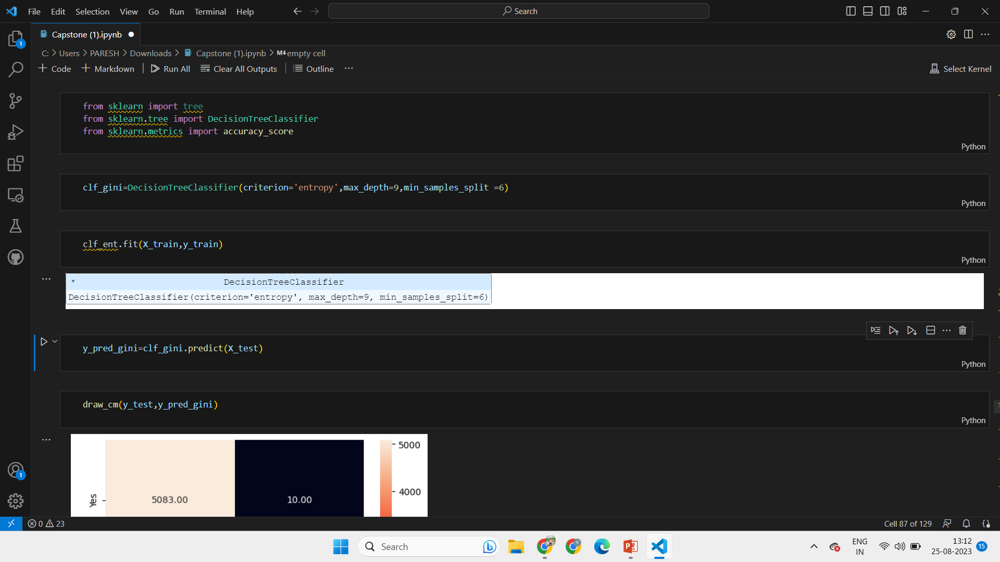 File Edit Selection View Go Run Terminal Help
Search
Capstone (1).ipynb
1
C: Users PARESH Downloads Capstone (1).ipynb M↓ empty cell
Code Markdown Run All Clear All Outputs Outline ...
Select Kernel
from sklearn import tree
from sklearn.tree import DecisionTreeClassifier
from sklearn.metrics import accuracy_score
Python
clf_gini=DecisionTreeClassifier(criterion='entropy',max_depth=9,min_samples_split =6)
Python
clf_ent.fit(X_train,y_train)
Python
DecisionTreeClassifier
DecisionTreeClassifier(criterion='entropy', max_depth=9, min_samples_split=6)
y_pred_gini=clf_gini.predict(X_test)
Python
draw_cm(y_test,y_pred_gini)
Python
5000
4000
Yes
5083.00
10.00
1
0 23
Cell 87 of 129
Search
ENG
IN
13:12
25-08-2023
15